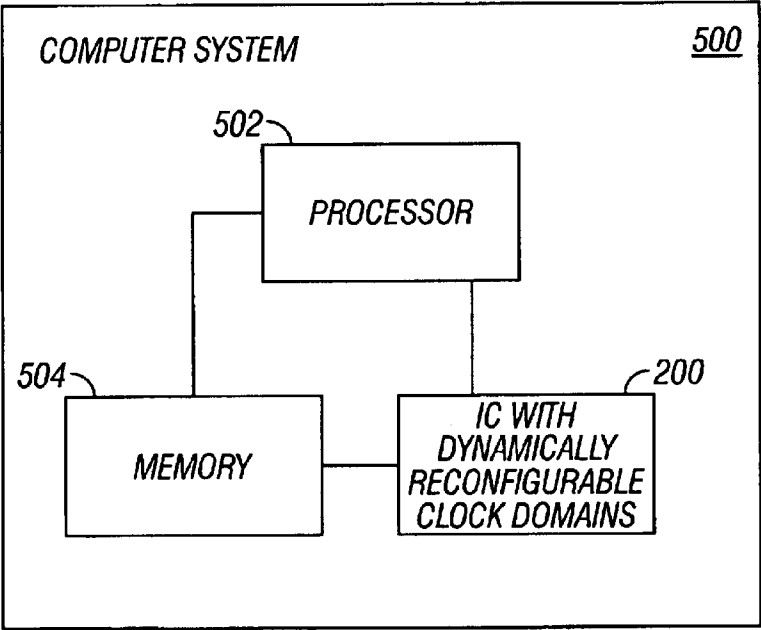 COMPUTER SYSTEM
500
502
PROCESSOR
504
MEMORY
200
IC WITH
DYNAMICALLY
RECONFIGURABLE
CLOCK DOMAINS